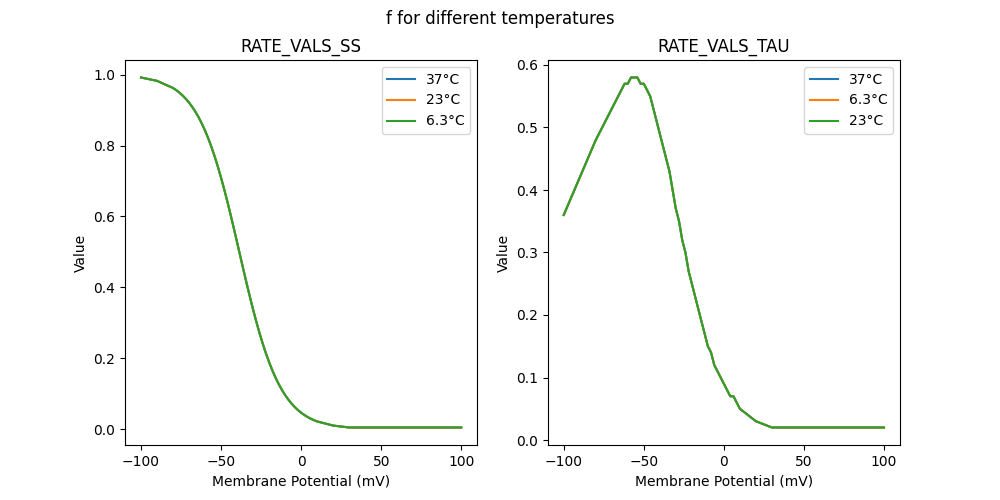 f for different temperatures
RATE_VALS_SS
37°C
23°C
6.3°C
1.0
0.8
0.6
0.4
0.2
0.0
Value
−100
−50
0
50
100
Membrane Potential (mV)
RATE_VALS_TAU
37°C
6.3°C
23°C
0.6
0.5
0.4
0.3
0.2
0.1
0.0
Value
−100
−50
0
50
100
Membrane Potential (mV)